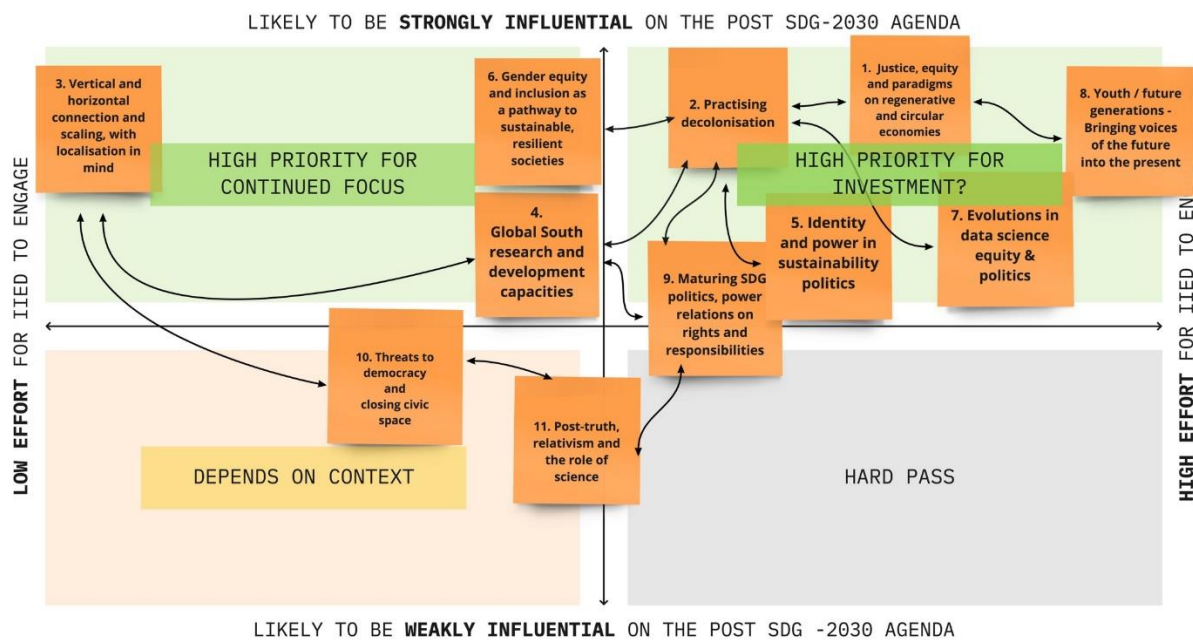 LIKELY TO BE STRONGLY INFLUENTIAL ON THE POST SDG-2030 AGENDA
LOW EFFORT FOR IIED TO ENGAGE
3. Vertical and
horizontal
connection and
scaling, with
localisation in
mind
HIGH PRIORITY FOR
CONTINUED FOCUS
6. Gender equity
and inclusion as
a pathway to
sustainable,
resilient
societies
4.
Global South
research and
development
capacities
2. Practising
decolonisation
1. Justice, equity
and paradigms
on regenerative
and circular
economies
8. Youth / future
generations -
Bringing voices
of the future
into the present
HIGH PRIORITY FOR
INVESTMENT?
5. Identity
and power in
sustainability
politics
7. Evolutions in
data science
equity &
politics
9. Maturing SDG
politics, power
relations on
rights and
responsibilities
10. Threats to
democracy
and
closing civic
space
11. Post-truth,
relativism and
the role of
science
DEPENDS ON CONTEXT
HARD PASS
HIGH EFFORT FOR IIED TO EN
LIKELY TO BE WEAKLY INFLUENTIAL ON THE POST SDG -2030 AGENDA